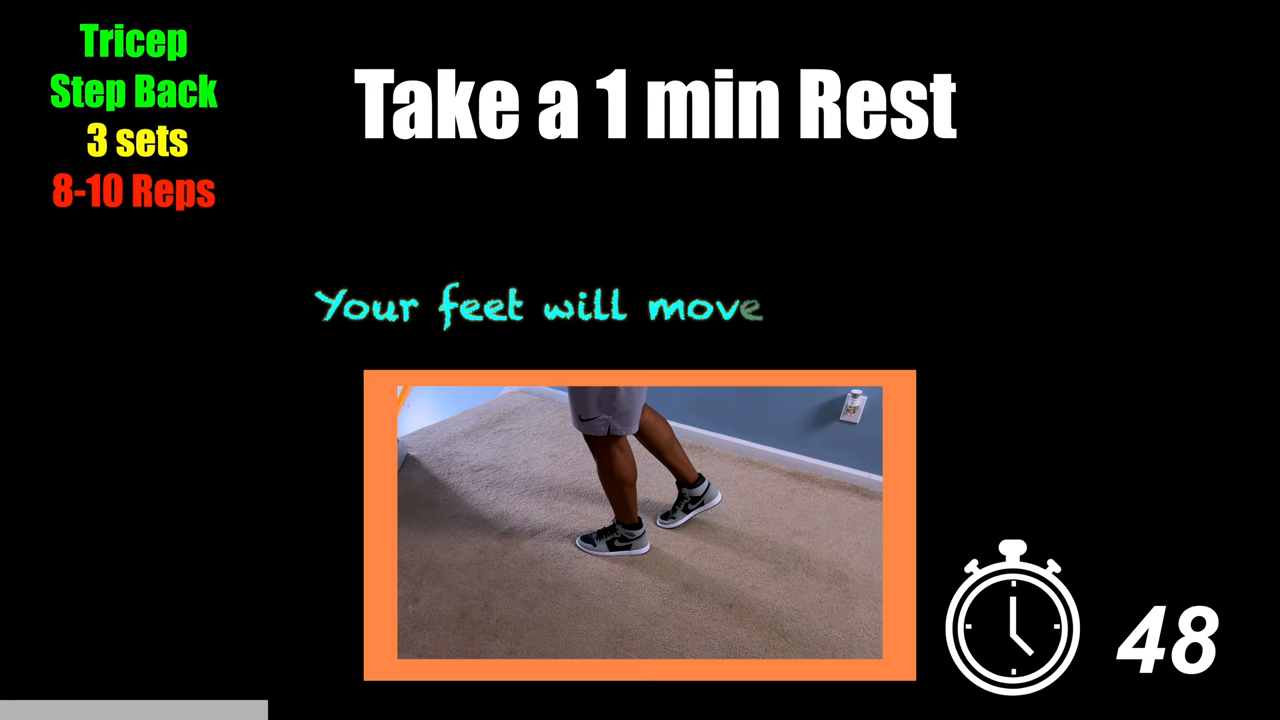 Tricep
Step Back
3 sets
8-10 Reps
Take a 1 min Rest
Your feet will move
48